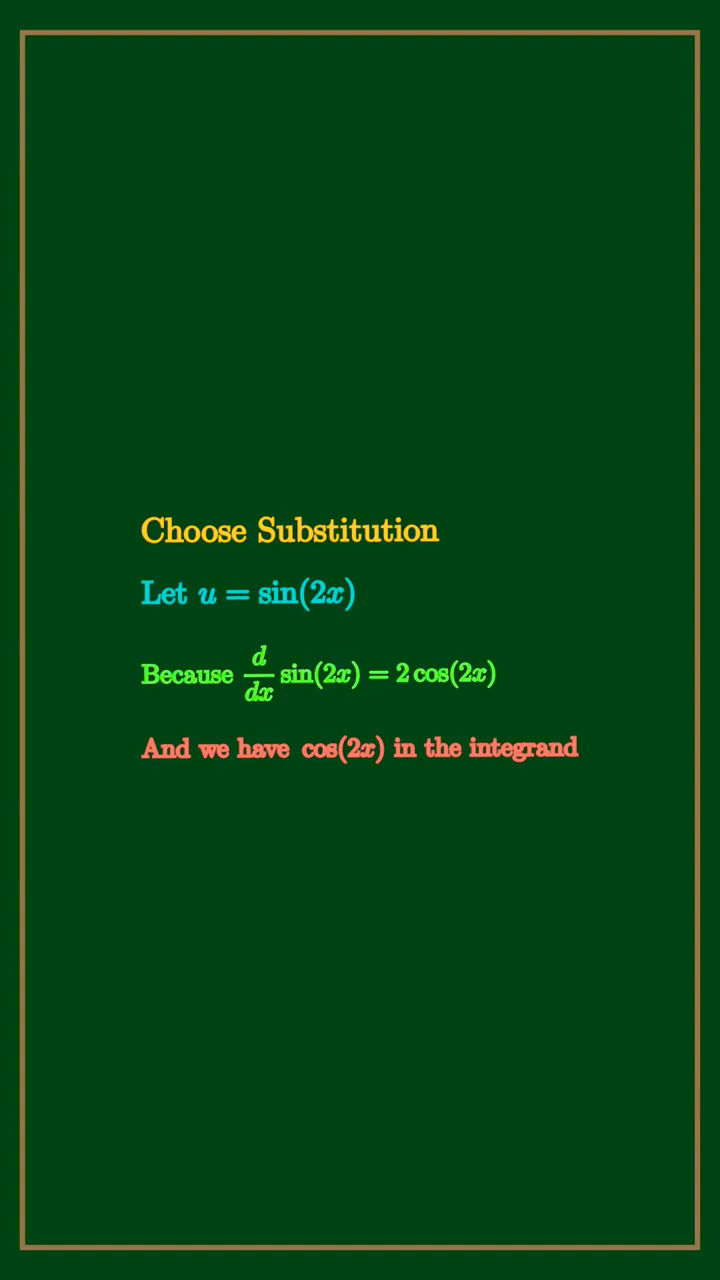 Choose Substitution
Let u = sin(2x)
Because d/dx sin(2x) = 2 cos(2x)
And we have cos(2x) in the integrand